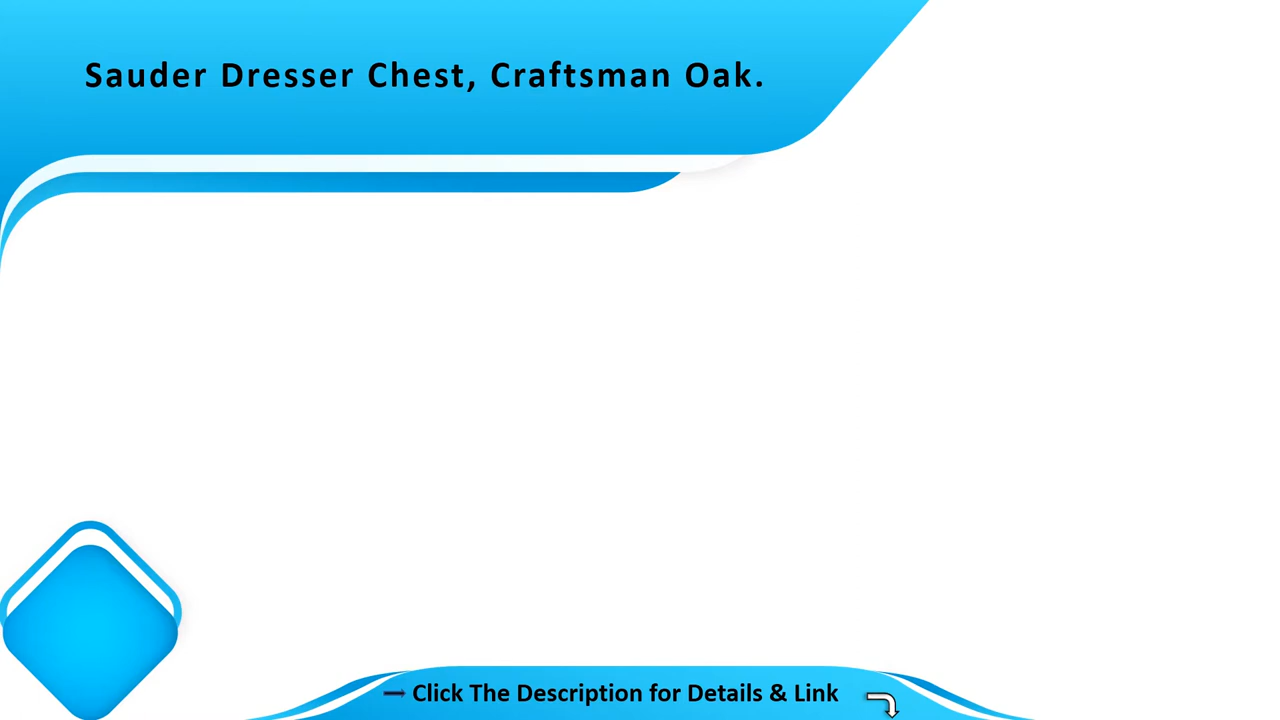 Sauder Dresser Chest, Craftsman Oak.
Click The Description for Details & Link